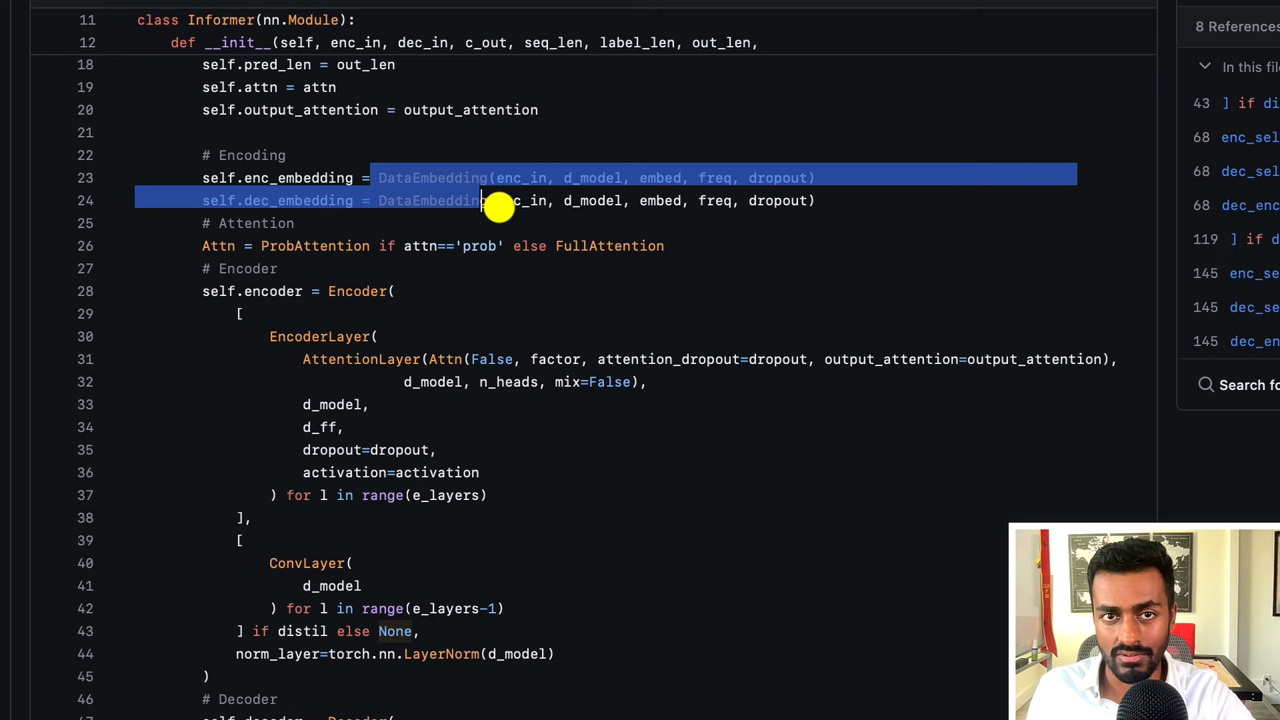 11 class Informer(nn.Module):
12 def __init__(self, enc_in, dec_in, c_out, seq_len, label_len, out_len,
18 self.pred_len = out_len
19 self.attn = attn
20 self.output_attention = output_attention
21
22 # Encoding
23 self.enc_embedding = DataEmbedding(enc_in, d_model, embed, freq, dropout)
24 self.dec_embedding = DataEmbedding c_in, d_model, embed, freq, dropout)
25 # Attention
26 Attn = ProbAttention if attn=='prob' else FullAttention
27 # Encoder
28 self.encoder = Encoder(
29 [
30 EncoderLayer(
31 AttentionLayer(Attn(False, factor, attention_dropout=dropout, output_attention=output_attention),
32 d_model, n_heads, mix=False),
33 d_model,
34 d_ff,
35 dropout=dropout,
36 activation=activation
37 ) for l in range(e_layers)
38 ],
39 [
40 ConvLayer(
41 d_model
42 ) for l in range(e_layers-1)
43 ] if distil else None,
44 norm_layer=torch.nn.LayerNorm(d_model)
45 )
46 # Decoder
self.decoder = Decoder(
8 References
In this file
43 ] if di
68 enc_sel
68 dec_enc
119 ] if d
145 enc_se
145 dec_se
145 dec_e
Search fo